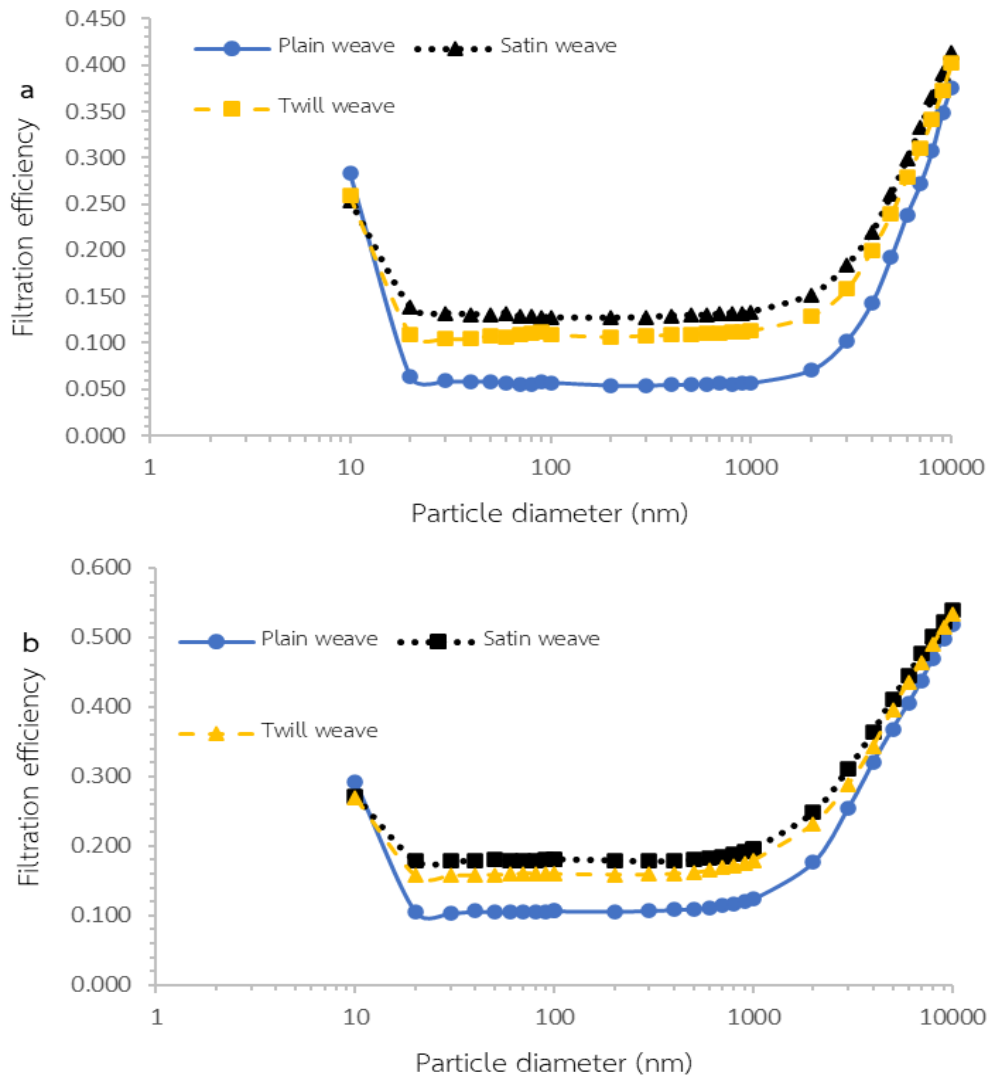 a
Filtration efficiency
0.450
0.400
0.350
0.300
0.250
0.200
0.150
0.100
0.050
0.000
Plain weave
Satin weave
Twill weave
1
10
100
1000
10000
Particle diameter (nm)
b
Filtration efficiency
0.600
0.500
0.400
0.300
0.200
0.100
0.000
Plain weave
Satin weave
Twill weave
1
10
100
1000
10000
Particle diameter (nm)